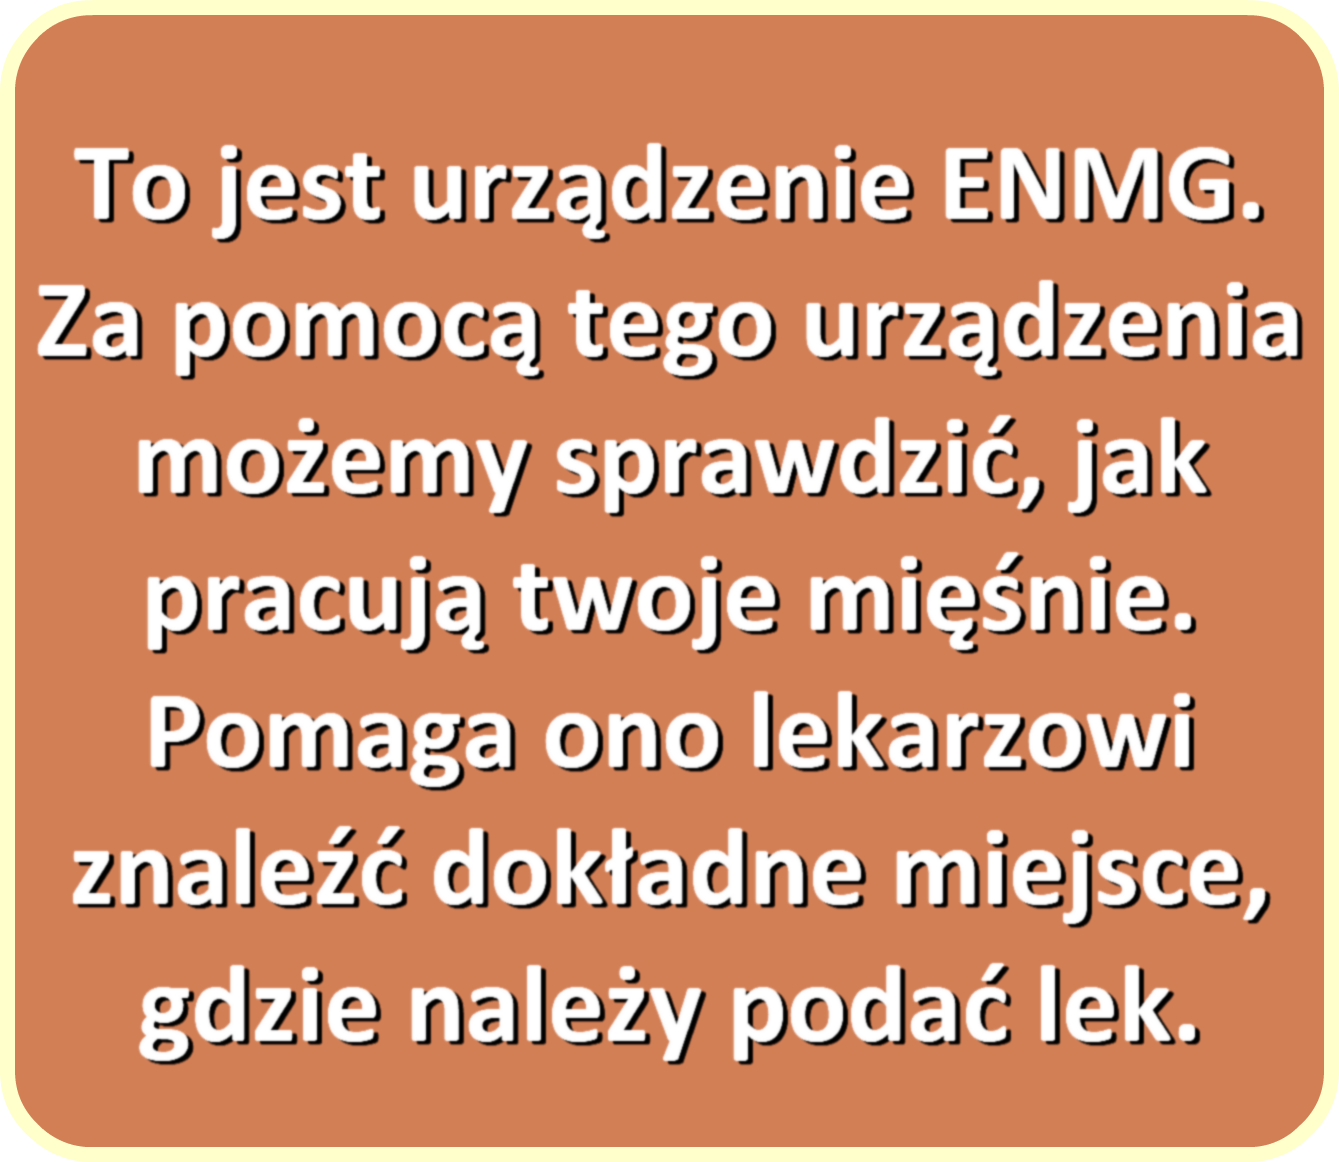 To jest urządzenie ENMG.
Za pomocą tego urządzenia
możemy sprawdzić, jak
pracują twoje mięśnie.
Pomaga ono lekarzowi
znaleźć dokładne miejsce,
gdzie należy podać lek.